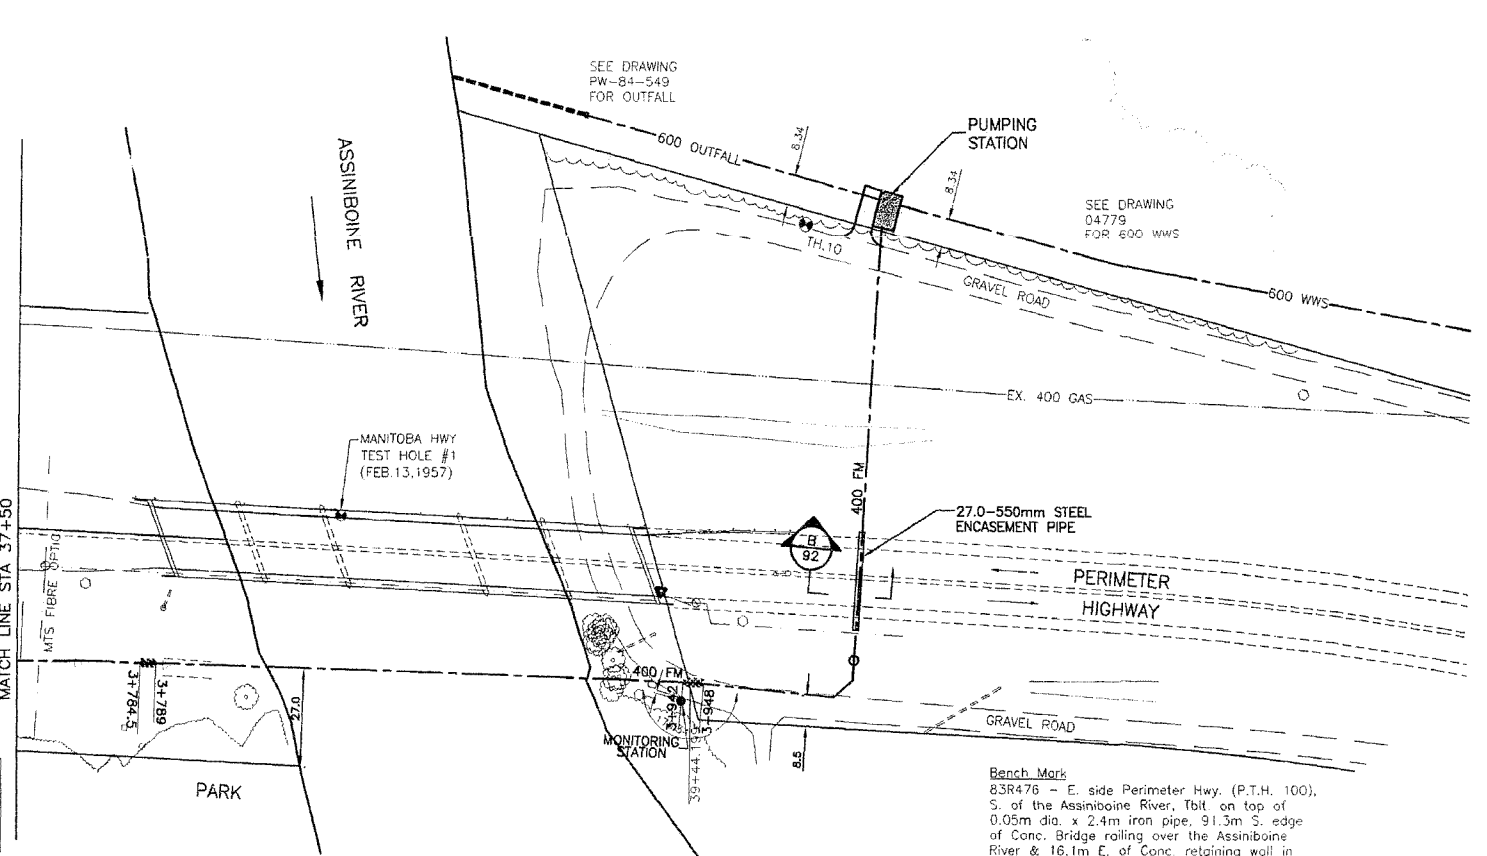 SEE DRAWING
PW-84-549
FOR OUTFALL
600 OUTFALL
8.34
PUMPING
STATION
8.34
SEE DRAWING
04779
FOR 600 WWS
600 WWS
ASSINIBOINE RIVER
TH.10
GRAVEL ROAD
EX. 400 GAS
MANITOBA HWY
TEST HOLE #1
(FEB.13,1957)
400 FM
27.0-550mm STEEL
ENCASEMENT PIPE
B
92
PERIMETER
HIGHWAY
MATCH LINE STA 37+50
MTS FIBRE OPTIC
3+784.5
3+789
27.0
400 FM
3+942
3+948
MONITORING
STATION
8.5
GRAVEL ROAD
PARK
Bench Mark
83R476 - E. side Perimeter Hwy. (P.T.H. 100),
S. of the Assiniboine River, Tblt. on top of
0.05m dia. x 2.4m iron pipe, 91.3m S. edge
of Conc. Bridge railing over the Assiniboine
River & 16.1m E. of Conc. retaining wall in